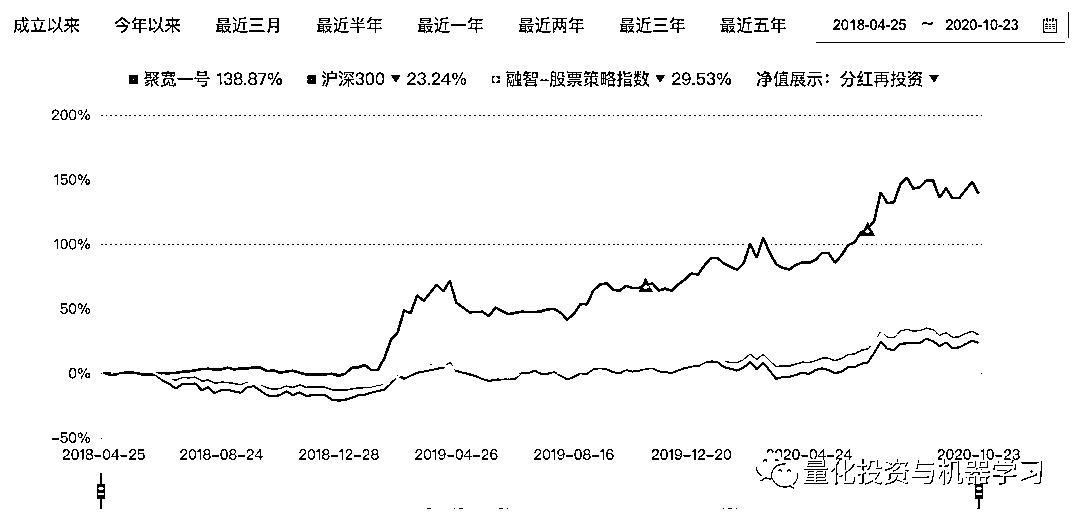 成立以来 今年以来 最近三月 最近半年 最近一年 最近两年 最近三年 最近五年 2018-04-25 ~ 2020-10-23
聚宽一号 138.87% 沪深300 ▼ 23.24% 融智-股票策略指数 ▼ 29.53% 净值展示：分红再投资 ▼
200%
150%
100%
50%
0%
-50%
2018-04-25 2018-08-24 2018-12-28 2019-04-26 2019-08-16 2019-12-20 2020-04-24 2020-10-23
量化投资与机器学习